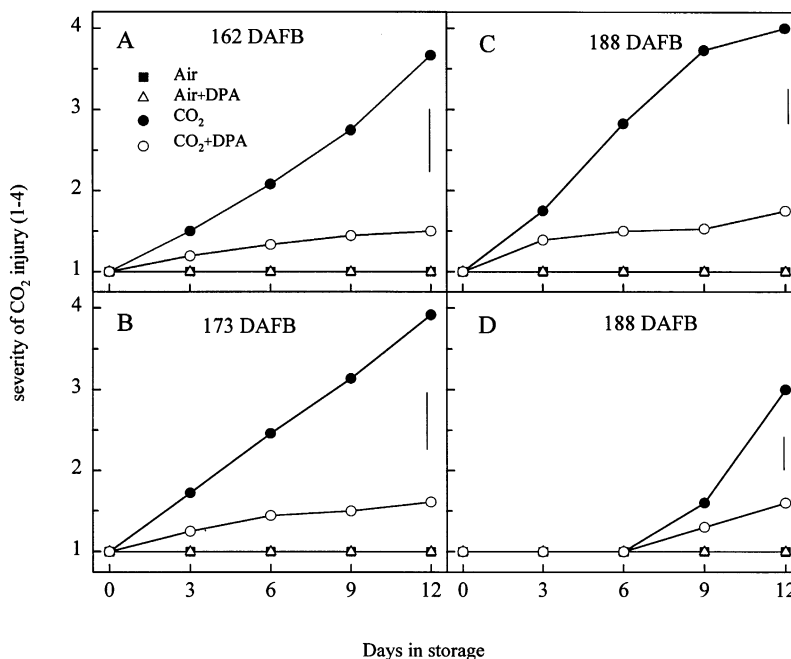 A
162 DAFB
Air
Air+DPA
CO₂
CO₂+DPA
C
188 DAFB
B
173 DAFB
D
188 DAFB
4
3
2
1
4
3
2
1
0
3
6
9
12
0
3
6
9
12
severity of CO₂ injury (1-4)
Days in storage